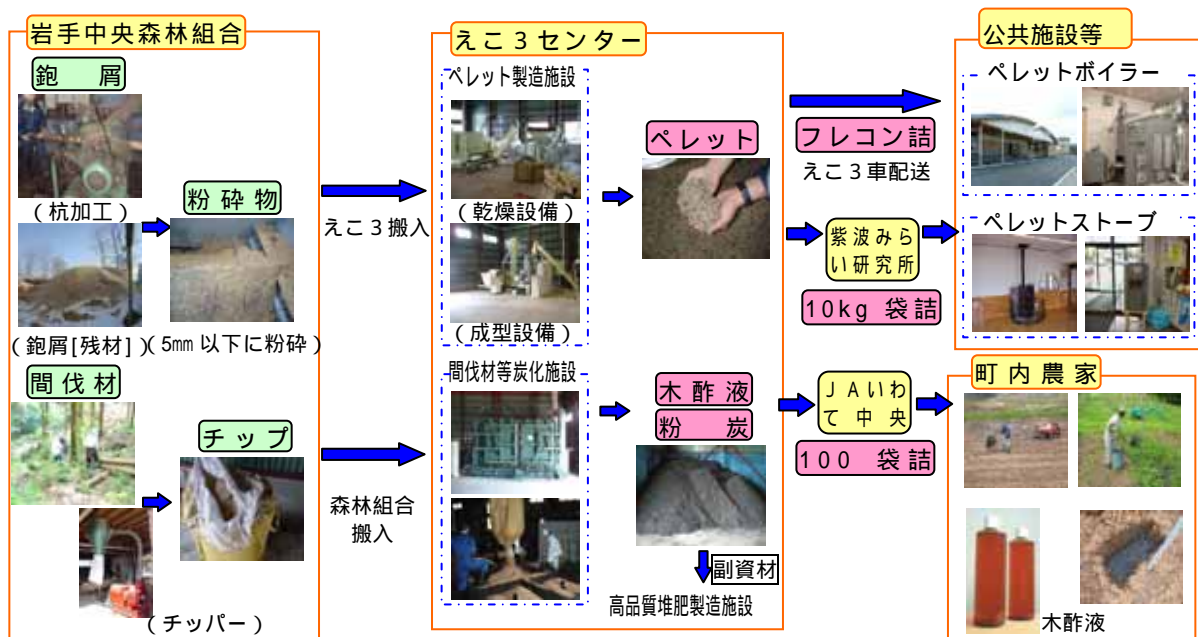 岩手中央森林組合
鉋　屑
(杭加工)
粉砕物
(鉋屑[残材])
(5㎜以下に粉砕)
間伐材
チップ
(チッパー)
えこ3搬入
森林組合
搬入
えこ3センター
ペレット製造施設
(乾燥設備)
(成型設備)
ペレット
間伐材等炭化施設
木酢液
粉　炭
副資材
高品質堆肥製造施設
フレコン詰
えこ3車配送
紫波みら
い研究所
10kg 袋詰
JAいわ
て中央
100 袋詰
公共施設等
ペレットボイラー
ペレットストーブ
町内農家
木酢液